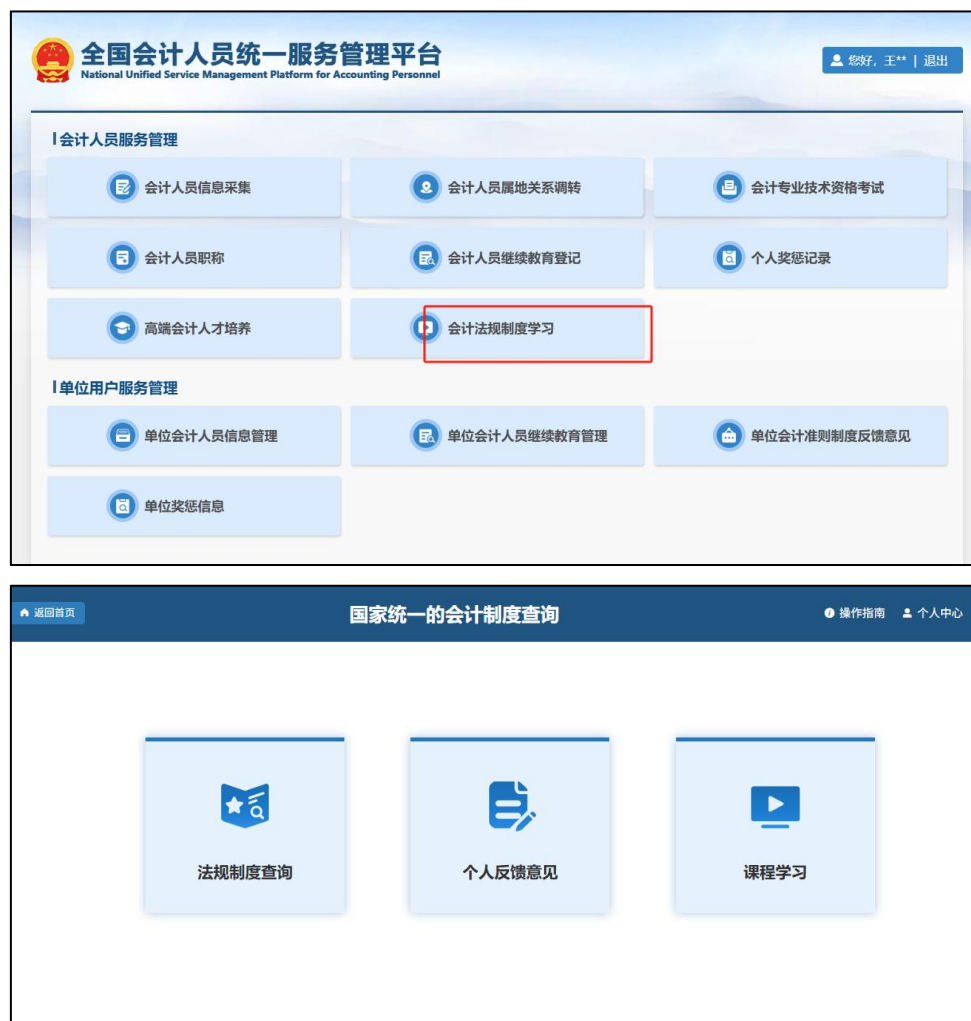 全国会计人员统一服务管理平台
National Unified Service Management Platform for Accounting Personnel
您好, 王** | 退出
会计人员服务管理
会计人员信息采集
会计人员属地关系调转
会计专业技术资格考试
会计人员职称
会计人员继续教育登记
个人奖惩记录
高端会计人才培养
会计法规制度学习
单位用户服务管理
单位会计人员信息管理
单位会计人员继续教育管理
单位会计准则制度反馈意见
单位奖惩信息
返回首页
国家统一的会计制度查询
操作指南
个人中心
法规制度查询
个人反馈意见
课程学习